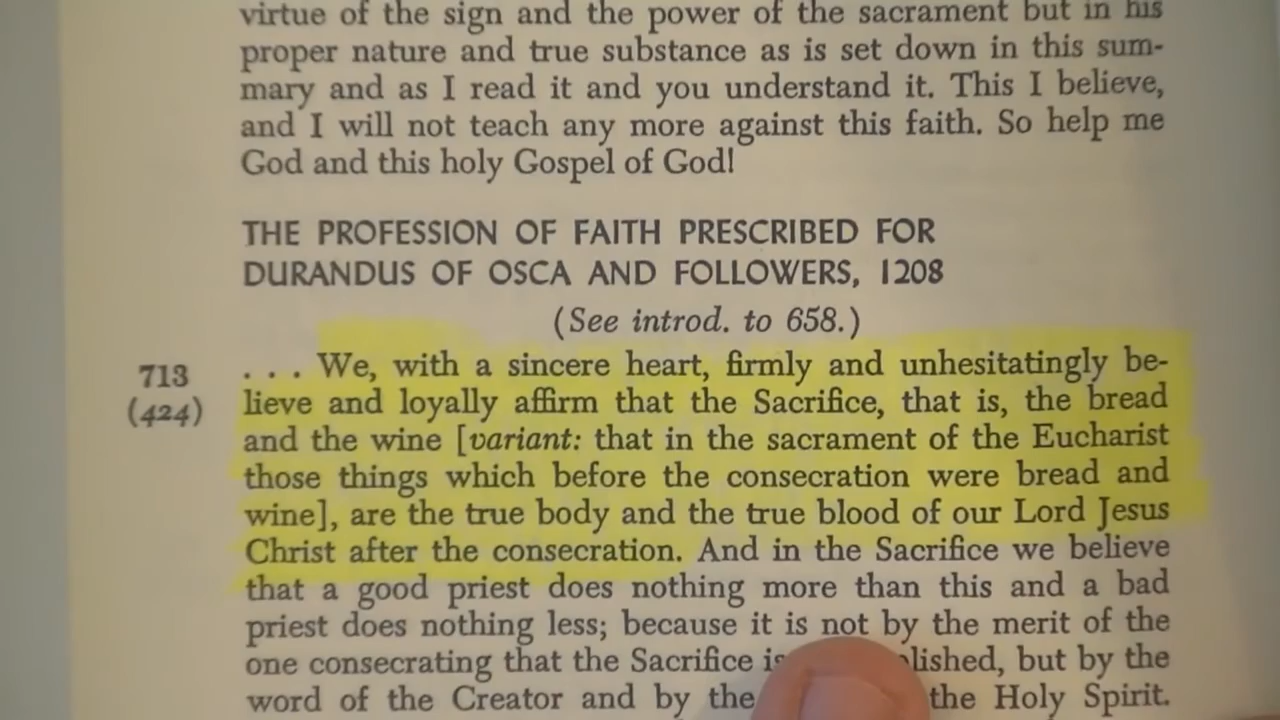 virtue of the sign and the power of the sacrament but in his
proper nature and true substance as is set down in this sum-
mary and as I read it and you understand it. This I believe,
and I will not teach any more against this faith. So help me
God and this holy Gospel of God!
THE PROFESSION OF FAITH PRESCRIBED FOR
DURANDUS OF OSCA AND FOLLOWERS, 1208
(See introd. to 658.)
713
(424)
. . . We, with a sincere heart, firmly and unhesitatingly be-
lieve and loyally affirm that the Sacrifice, that is, the bread
and the wine [variant: that in the sacrament of the Eucharist
those things which before the consecration were bread and
wine], are the true body and the true blood of our Lord Jesus
Christ after the consecration. And in the Sacrifice we believe
that a good priest does nothing more than this and a bad
priest does nothing less; because it is not by the merit of the
one consecrating that the Sacrifice is lished, but by the
word of the Creator and by the the Holy Spirit.